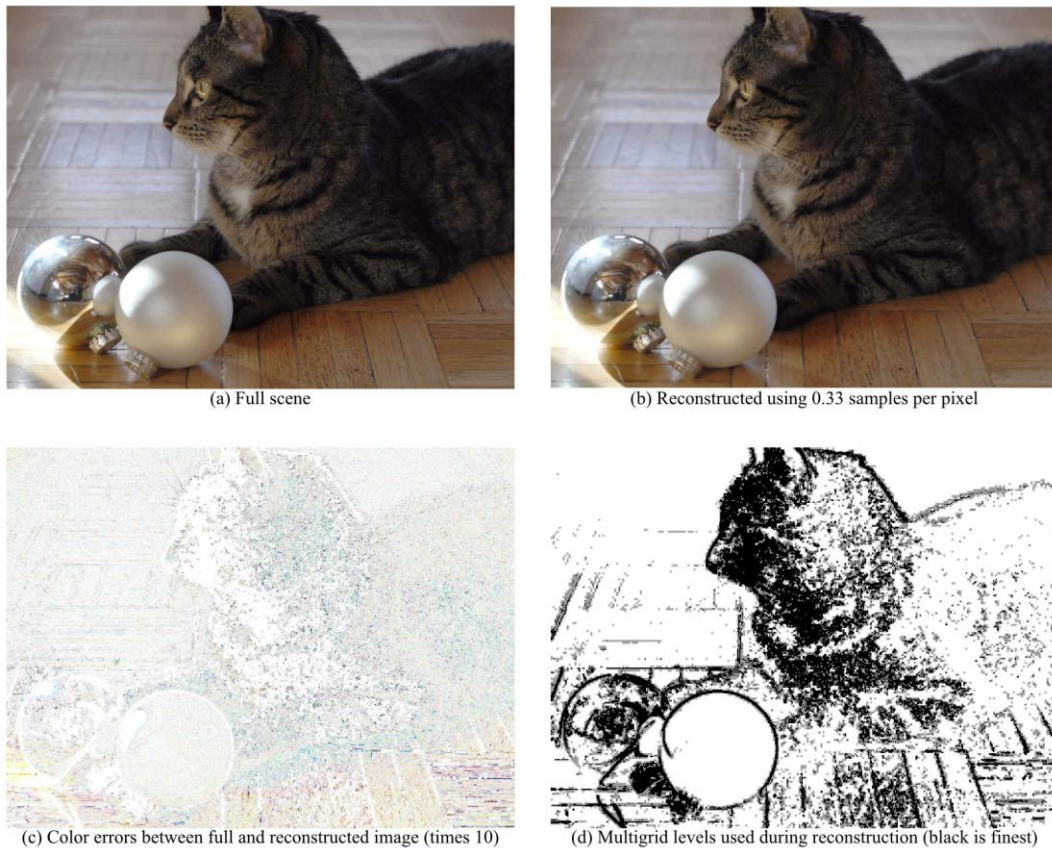 (a) Full scene
(b) Reconstructed using 0.33 samples per pixel
(c) Color errors between full and reconstructed image (times 10)
(d) Multigrid levels used during reconstruction (black is finest)